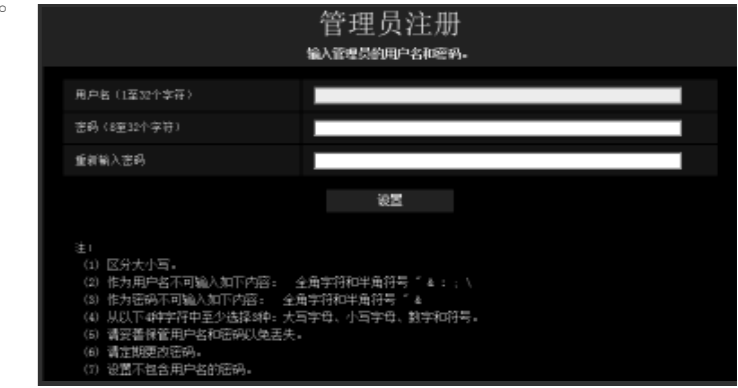 管理员注册
输入管理员的用户名和密码。
用户名（1至32个字符）
密码（8至32个字符）
重新输入密码
设置
注：
（1） 区分大小写。
（2） 作为用户名不可输入如下内容： 全角字符和半角符号 " & : ; \
（3） 作为密码不可输入如下内容： 全角字符和半角符号 " &
（4） 从以下4种字符中至少选择3种：大写字母、小写字母、数字和符号。
（5） 请妥善保管用户名和密码以免丢失。
（6） 请定期更改密码。
（7） 设置不包含用户名的密码。